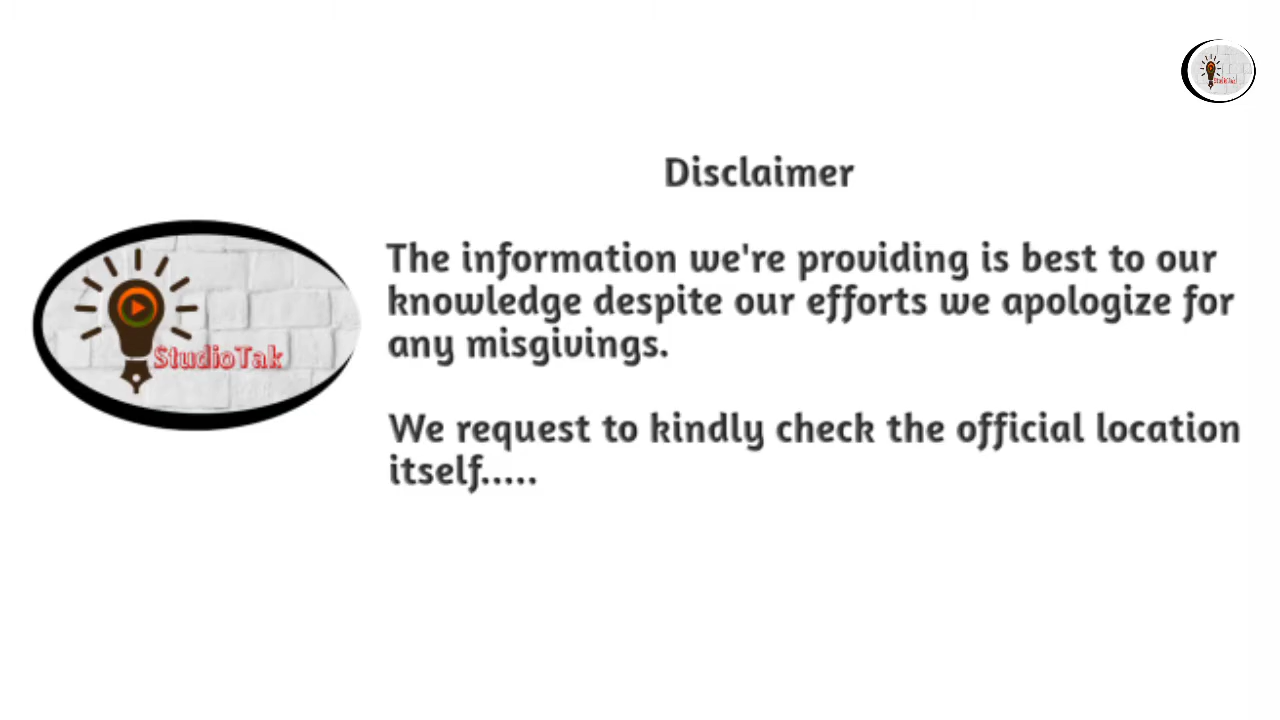 Disclaimer
The information we're providing is best to our
knowledge despite our efforts we apologize for
any misgivings.
StudioTak
We request to kindly check the official location
itself.....